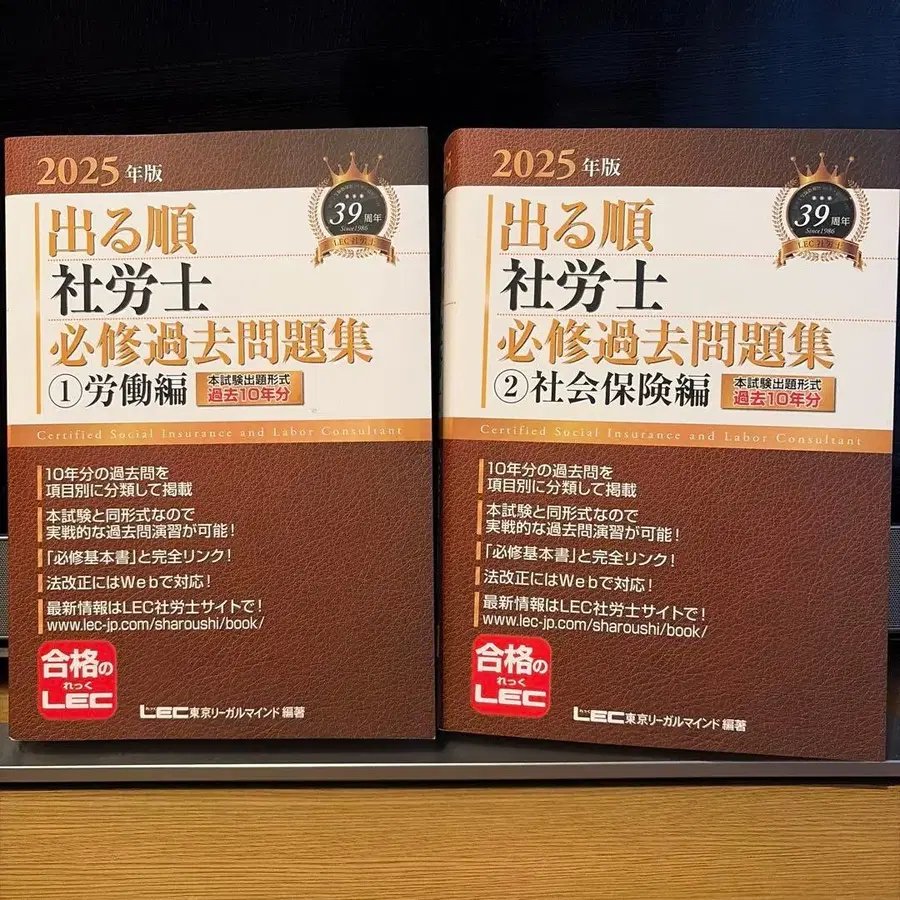 2025年版
39周年
Since1986
LEC社労士
出る順
社労士
必修過去問題集
①労働編
本試験出題形式
過去10年分
Certified Social Insurance and Labor Consultant
10年分の過去問を
項目別に分類して掲載
本試験と同形式なので
実戦的な過去問演習が可能!
「必修基本書」と完全リンク!
法改正にはWebで対応!
最新情報はLEC社労士サイトで!
www.lec-jp.com/sharoushi/book/
合格の
れっく
LEC
LEC東京リーガルマインド 編著
2025年版
39周年
Since1986
LEC社労士
出る順
社労士
必修過去問題集
②社会保険編
本試験出題形式
過去10年分
Certified Social Insurance and Labor Consultant
10年分の過去問を
項目別に分類して掲載
本試験と同形式なので
実戦的な過去問演習が可能!
「必修基本書」と完全リンク!
法改正にはWebで対応!
最新情報はLEC社労士サイトで!
www.lec-jp.com/sharoushi/book/
合格の
れっく
LEC
LEC東京リーガルマインド 編著